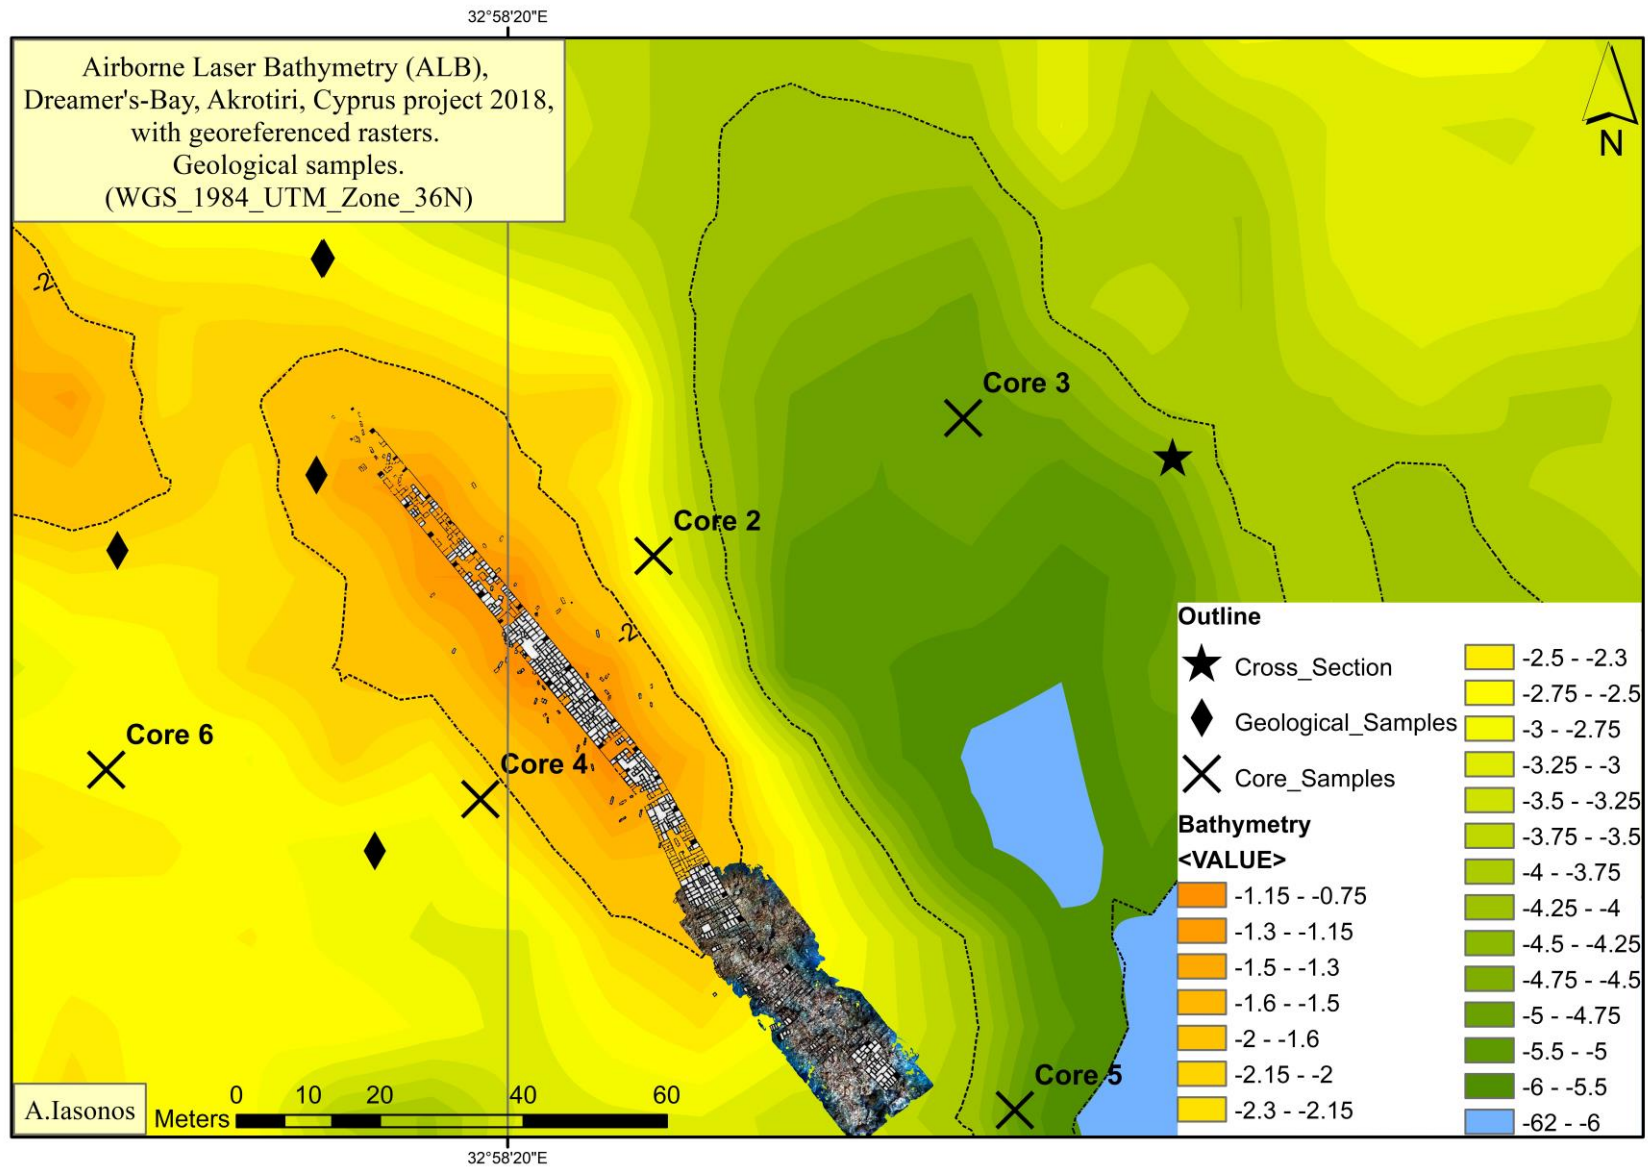 32°58'20"E
Airborne Laser Bathymetry (ALB),
Dreamer's-Bay, Akrotiri, Cyprus project 2018,
with georeferenced rasters.
Geological samples.
(WGS_1984_UTM_Zone_36N)
N
-2
Core 3
Core 2
-2
Core 6
Core 4
Core 5
Outline
Cross_Section
Geological_Samples
Core_Samples
Bathymetry
<VALUE>
-1.15 - -0.75
-1.3 - -1.15
-1.5 - -1.3
-1.6 - -1.5
-2 - -1.6
-2.15 - -2
-2.3 - -2.15
-2.5 - -2.3
-2.75 - -2.5
-3 - -2.75
-3.25 - -3
-3.5 - -3.25
-3.75 - -3.5
-4 - -3.75
-4.25 - -4
-4.5 - -4.25
-4.75 - -4.5
-5 - -4.75
-5.5 - -5
-6 - -5.5
-62 - -6
A.Iasonos
0 10 20 40 60
Meters
32°58'20"E